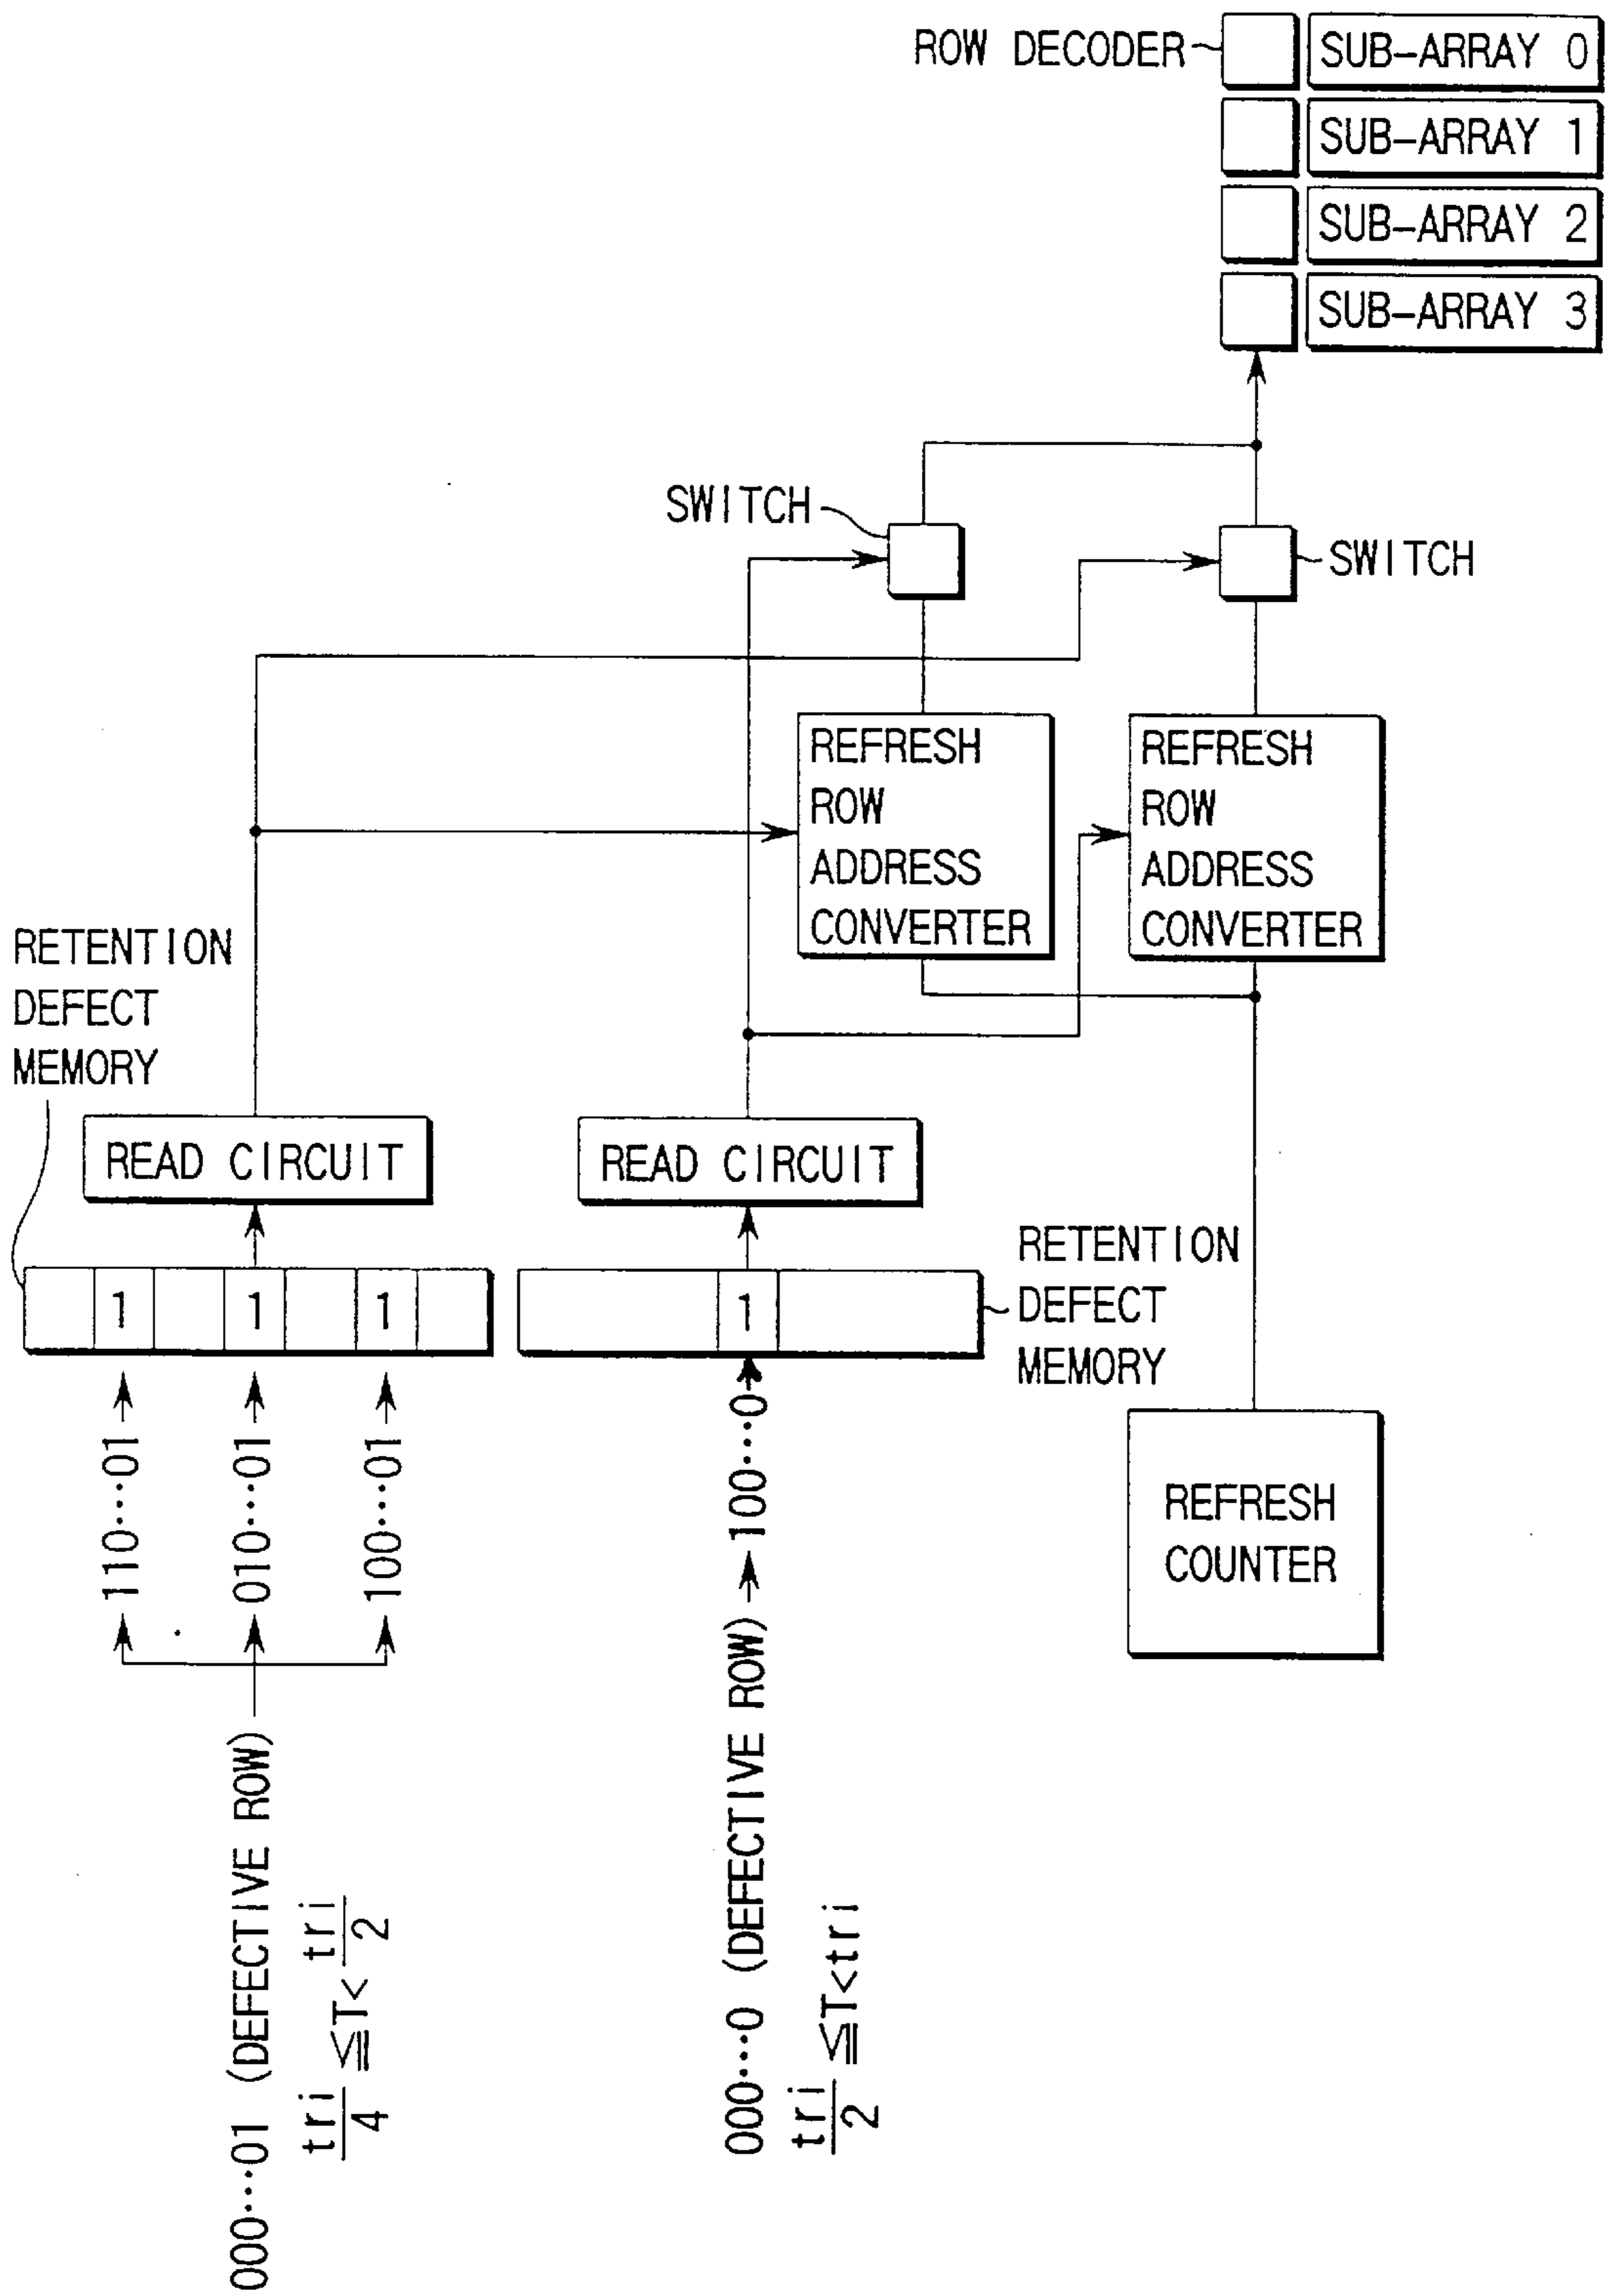 ROW DECODER
SUB-ARRAY 0
SUB-ARRAY 1
SUB-ARRAY 2
SUB-ARRAY 3
SWITCH
SWITCH
REFRESH
ROW
ADDRESS
CONVERTER
REFRESH
ROW
ADDRESS
CONVERTER
RETENTION
DEFECT
MEMORY
READ CIRCUIT
READ CIRCUIT
1
1
1
1
RETENTION
DEFECT
MEMORY
110···01
010···01
100···01
100···0
REFRESH
COUNTER
000···01 (DEFECTIVE ROW)
tri/4 ≦T< tri/2
000···0 (DEFECTIVE ROW)
tri/2 ≦T<tri